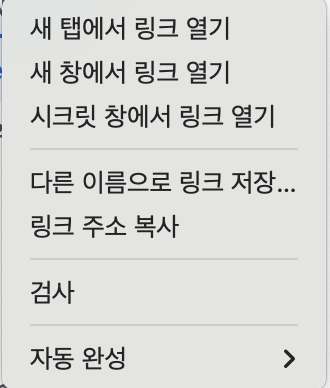 새 탭에서 링크 열기
새 창에서 링크 열기
시크릿 창에서 링크 열기
다른 이름으로 링크 저장...
링크 주소 복사
검사
자동 완성